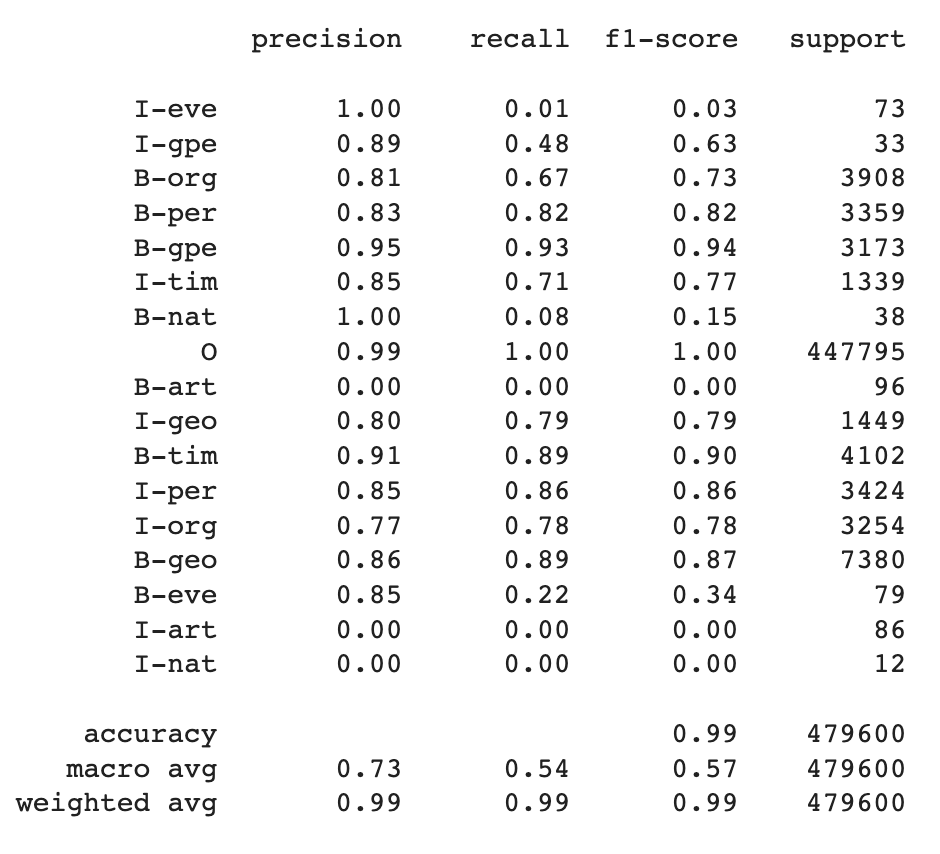 precision recall f1-score support
I-eve 1.00 0.01 0.03 73
I-gpe 0.89 0.48 0.63 33
B-org 0.81 0.67 0.73 3908
B-per 0.83 0.82 0.82 3359
B-gpe 0.95 0.93 0.94 3173
I-tim 0.85 0.71 0.77 1339
B-nat 1.00 0.08 0.15 38
O 0.99 1.00 1.00 447795
B-art 0.00 0.00 0.00 96
I-geo 0.80 0.79 0.79 1449
B-tim 0.91 0.89 0.90 4102
I-per 0.85 0.86 0.86 3424
I-org 0.77 0.78 0.78 3254
B-geo 0.86 0.89 0.87 7380
B-eve 0.85 0.22 0.34 79
I-art 0.00 0.00 0.00 86
I-nat 0.00 0.00 0.00 12
accuracy 0.99 479600
macro avg 0.73 0.54 0.57 479600
weighted avg 0.99 0.99 0.99 479600